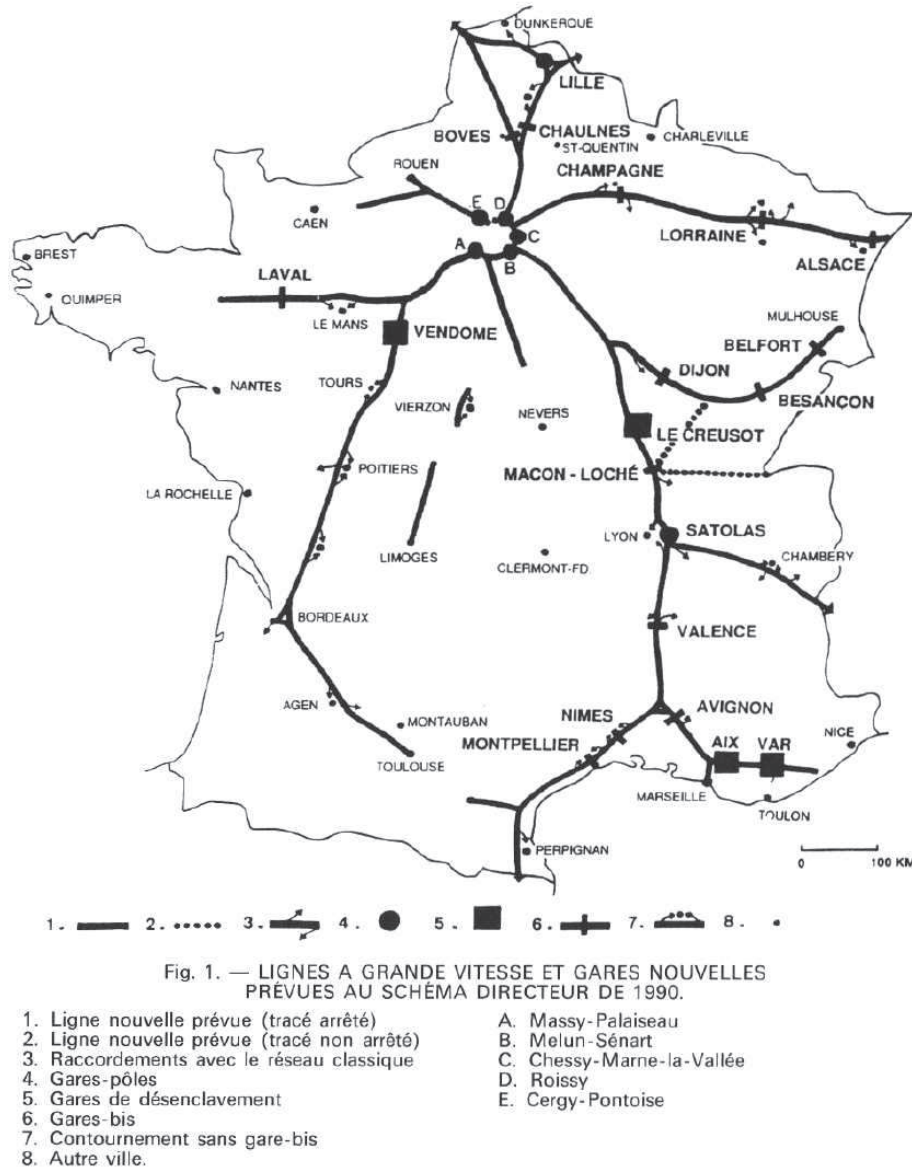 DUNKERQUE
LILLE
BOVES
CHAULNES
CHARLEVILLE
ST-QUENTIN
ROUEN
CHAMPAGNE
E
D
CAEN
C
LORRAINE
A
B
ALSACE
BREST
LAVAL
QUIMPER
LE MANS
MULHOUSE
VENDOME
BELFORT
DIJON
TOURS
NANTES
BESANÇON
VIERZON
NEVERS
LE CREUSOT
POITIERS
MACON - LOCHÉ
LA ROCHELLE
LYON
SATOLAS
LIMOGES
CLERMONT-FD
CHAMBERY
BORDEAUX
VALENCE
AGEN
AVIGNON
NIMES
MONTAUBAN
AIX
VAR
NICE
MONTPELLIER
TOULOUSE
MARSEILLE
TOULON
PERPIGNAN
0 100 KM
1. 2. 3. 4. 5. 6. 7. 8.
Fig. 1. — LIGNES A GRANDE VITESSE ET GARES NOUVELLES
PRÉVUES AU SCHÉMA DIRECTEUR DE 1990.
1. Ligne nouvelle prévue (tracé arrêté)
2. Ligne nouvelle prévue (tracé non arrêté)
3. Raccordements avec le réseau classique
4. Gares-pôles
5. Gares de désenclavement
6. Gares-bis
7. Contournement sans gare-bis
8. Autre ville.
A. Massy-Palaiseau
B. Melun-Sénart
C. Chessy-Marne-la-Vallée
D. Roissy
E. Cergy-Pontoise